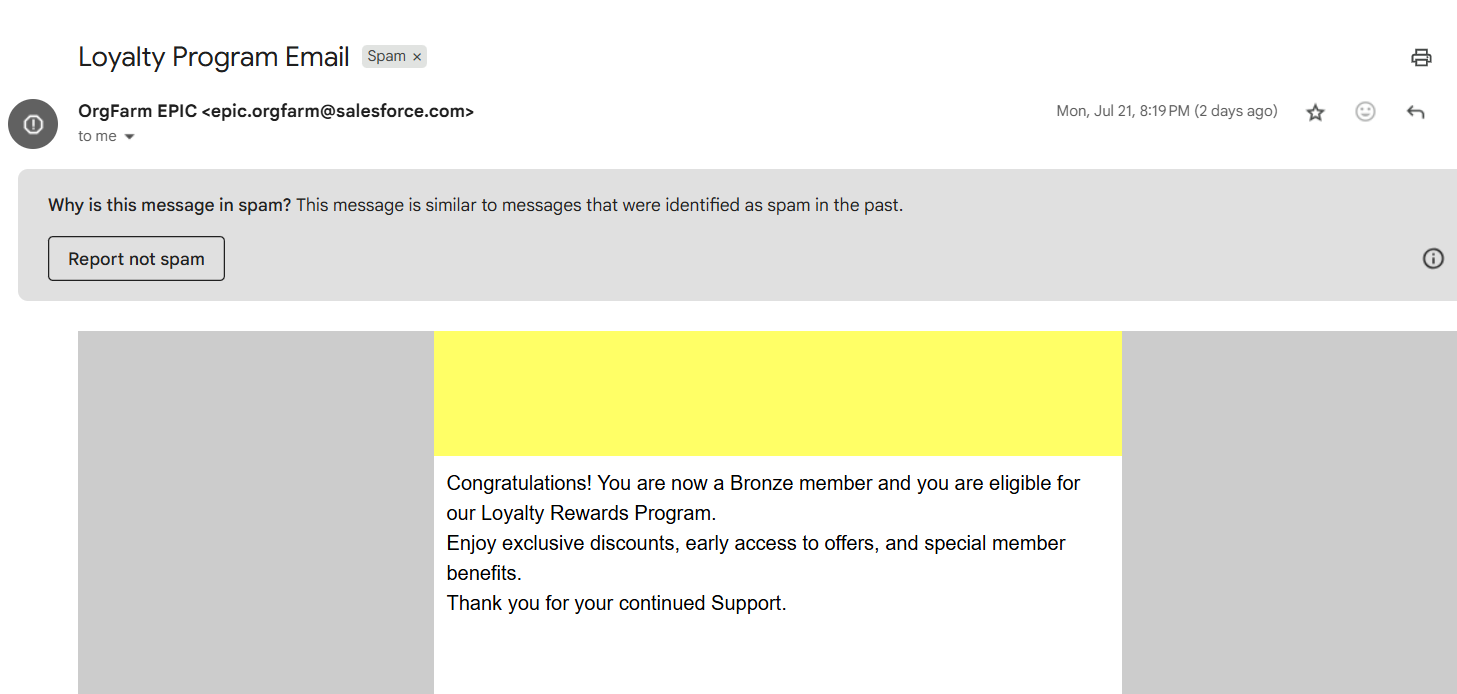 Loyalty Program Email Spam ×
OrgFarm EPIC <epic.orgfarm@salesforce.com> Mon, Jul 21, 8:19 PM (2 days ago)
to me
Why is this message in spam? This message is similar to messages that were identified as spam in the past.
Report not spam
Congratulations! You are now a Bronze member and you are eligible for
our Loyalty Rewards Program.
Enjoy exclusive discounts, early access to offers, and special member
benefits.
Thank you for your continued Support.